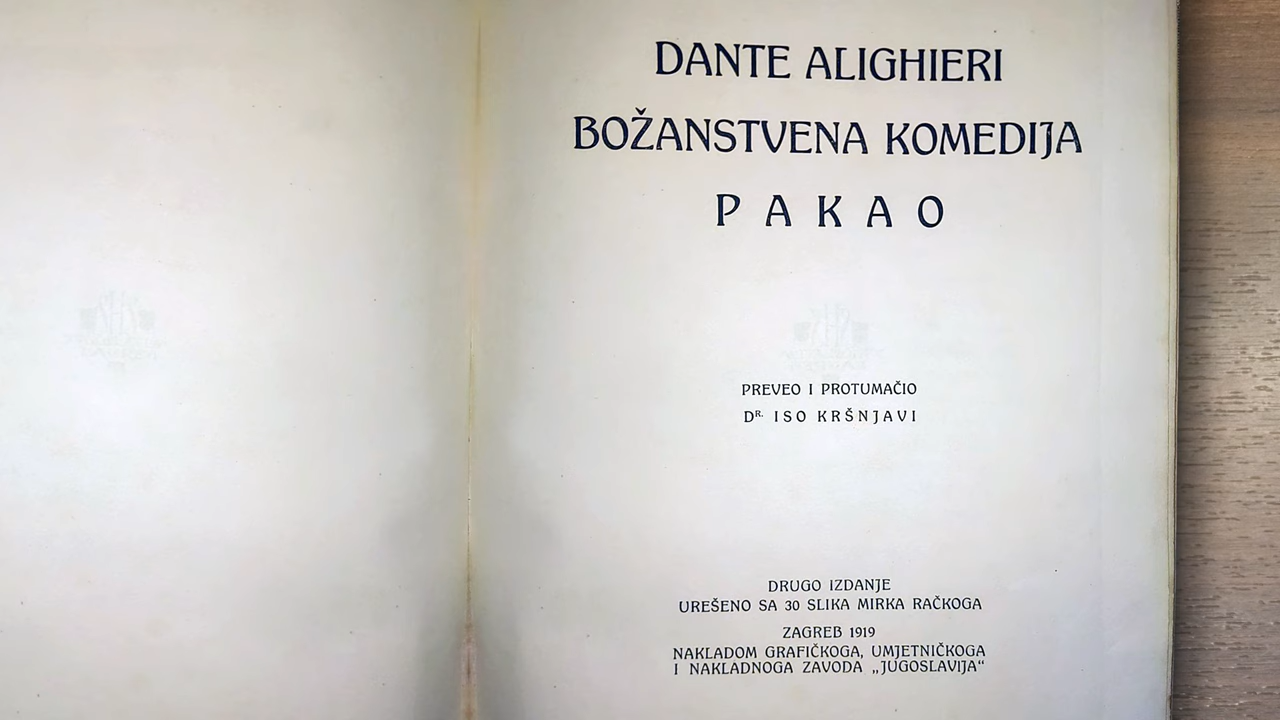 DANTE ALIGHIERI
BOŽANSTVENA KOMEDIJA
PAKAO
PREVEO I PROTUMAČIO
DR. ISO KRŠNJAVI
DRUGO IZDANJE
UREŠENO SA 30 SLIKA MIRKA RAČKOGA
ZAGREB 1919
NAKLADOM GRAFIČKOGA, UMJETNIČKOGA
I NAKLADNOGA ZAVODA „JUGOSLAVIJA“